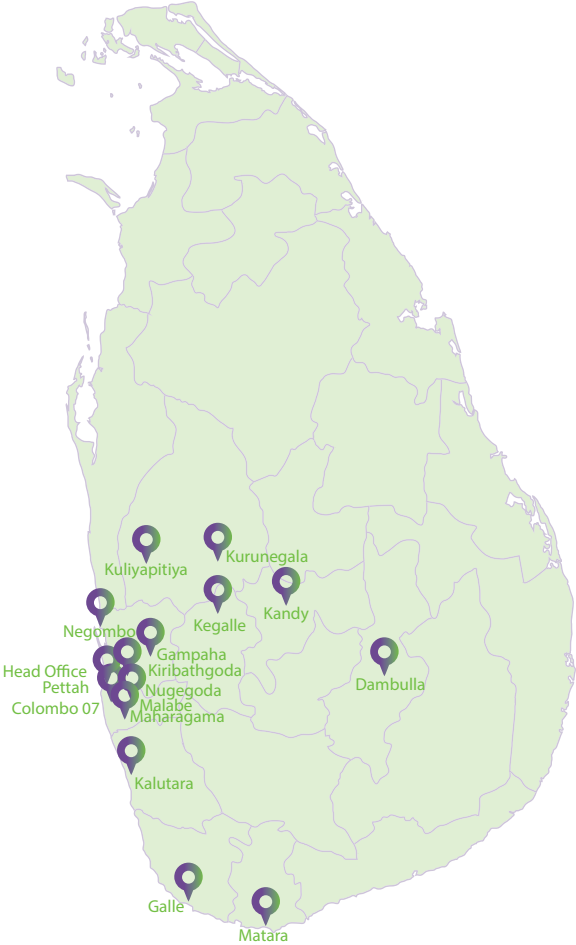 Kurunegala
Kuliyapitiya
Kandy
Kegalle
Negombo
Gampaha
Head Office
Kiribathgoda
Dambulla
Pettah
Nugegoda
Malabe
Colombo 07
Maharagama
Kalutara
Galle
Matara